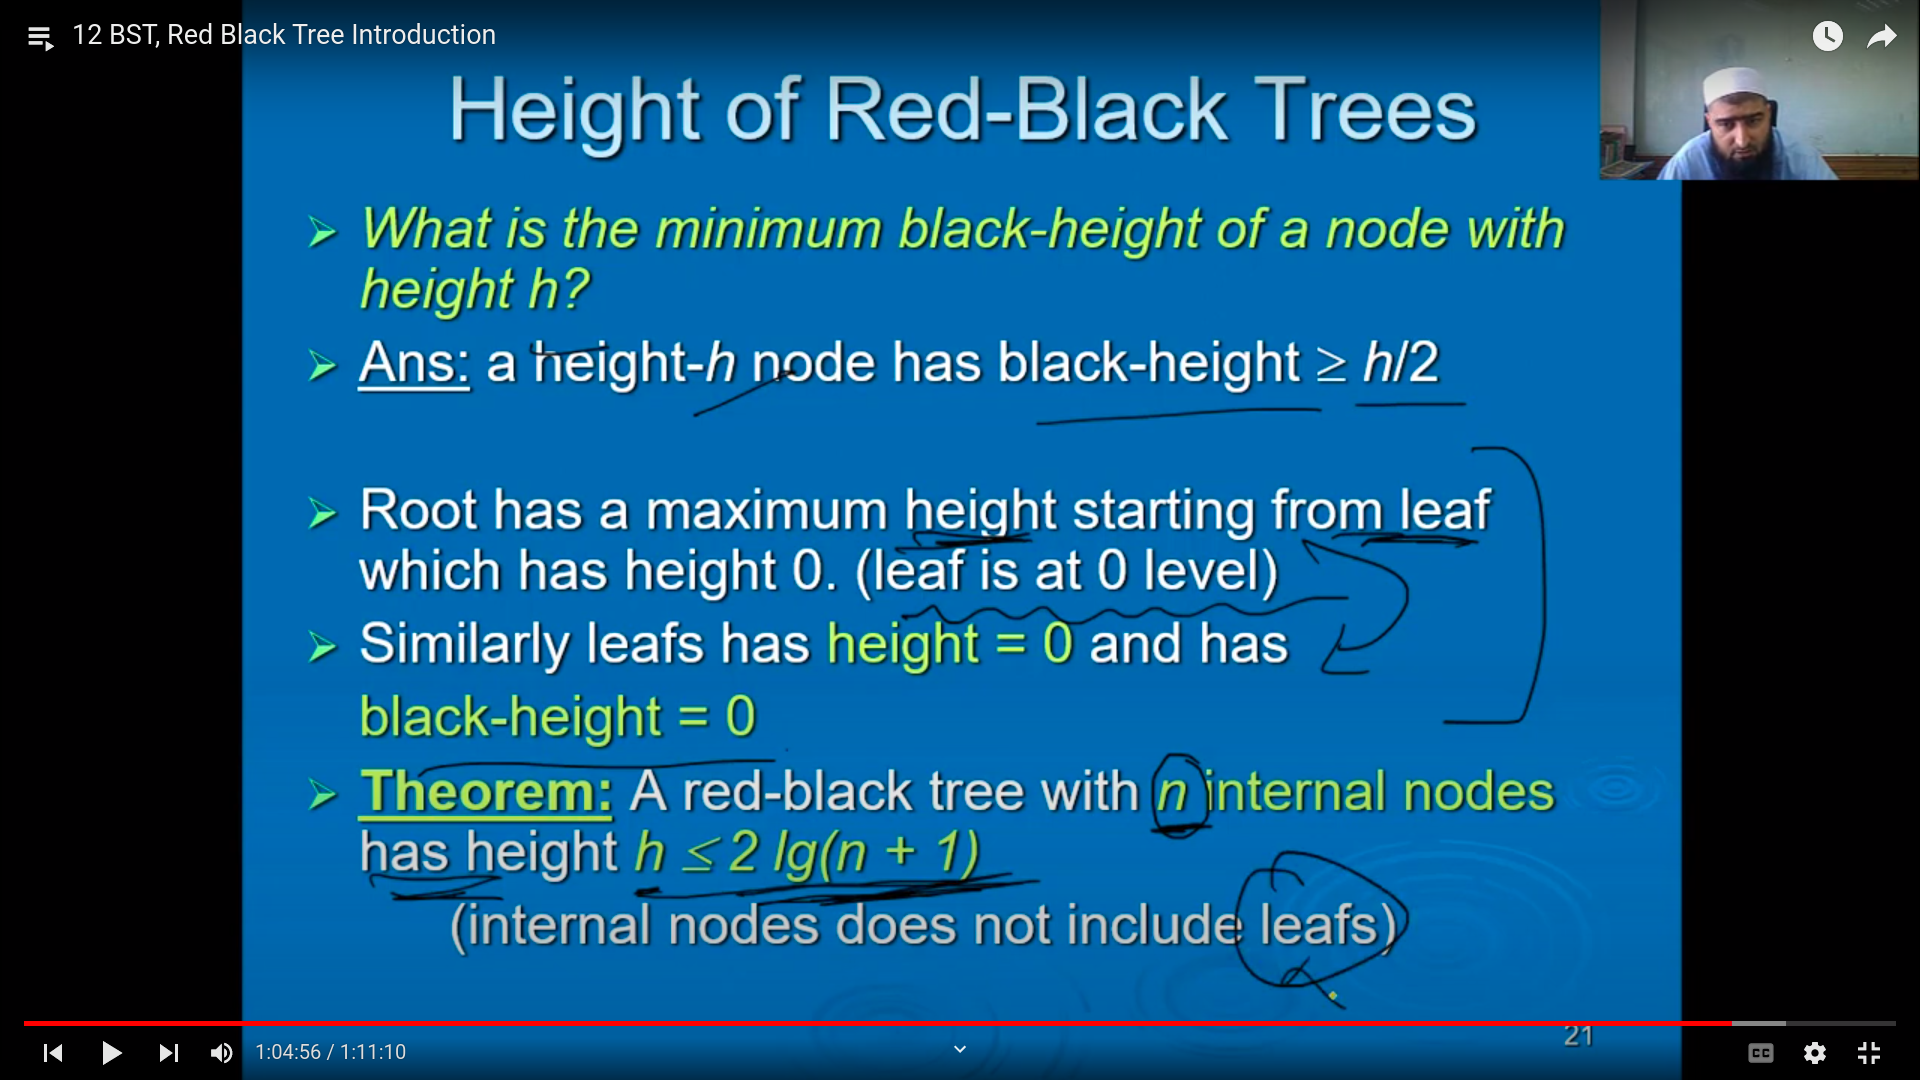 12 BST, Red Black Tree Introduction
Height of Red-Black Trees
What is the minimum black-height of a node with
height h?
Ans: a height-h node has black-height ≥ h/2
Root has a maximum height starting from leaf
which has height 0. (leaf is at 0 level)
Similarly leafs has height = 0 and has
black-height = 0
Theorem: A red-black tree with n internal nodes
has height h ≤ 2 lg(n + 1)
(internal nodes does not include leafs)
21
1:04:56 / 1:11:10
CC